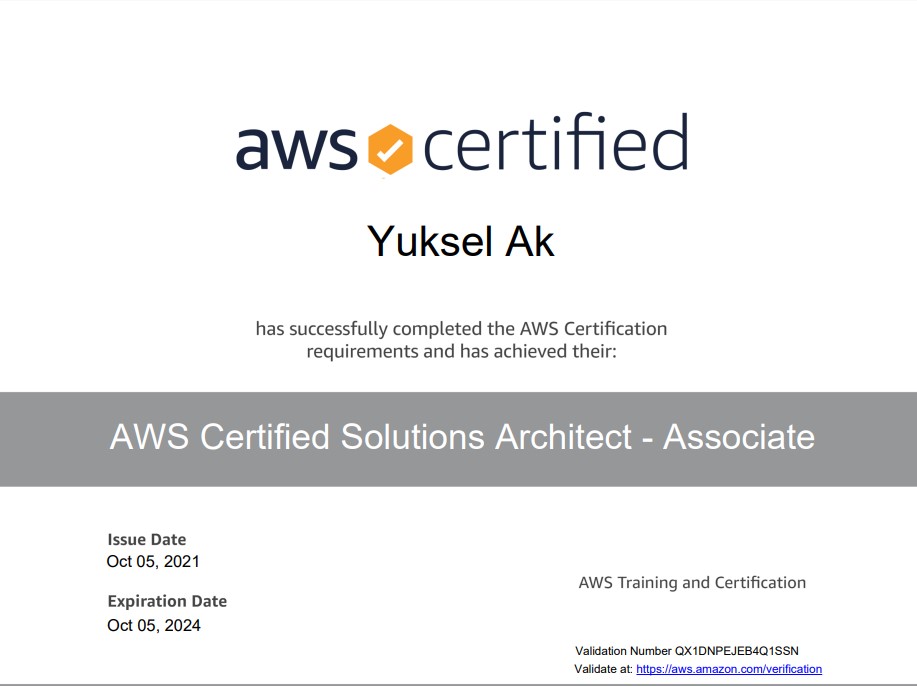 aws certified
Yuksel Ak
has successfully completed the AWS Certification
requirements and has achieved their:
AWS Certified Solutions Architect - Associate
Issue Date
Oct 05, 2021
Expiration Date
Oct 05, 2024
AWS Training and Certification
Validation Number QX1DNPEJEB4Q1SSN
Validate at: https://aws.amazon.com/verification